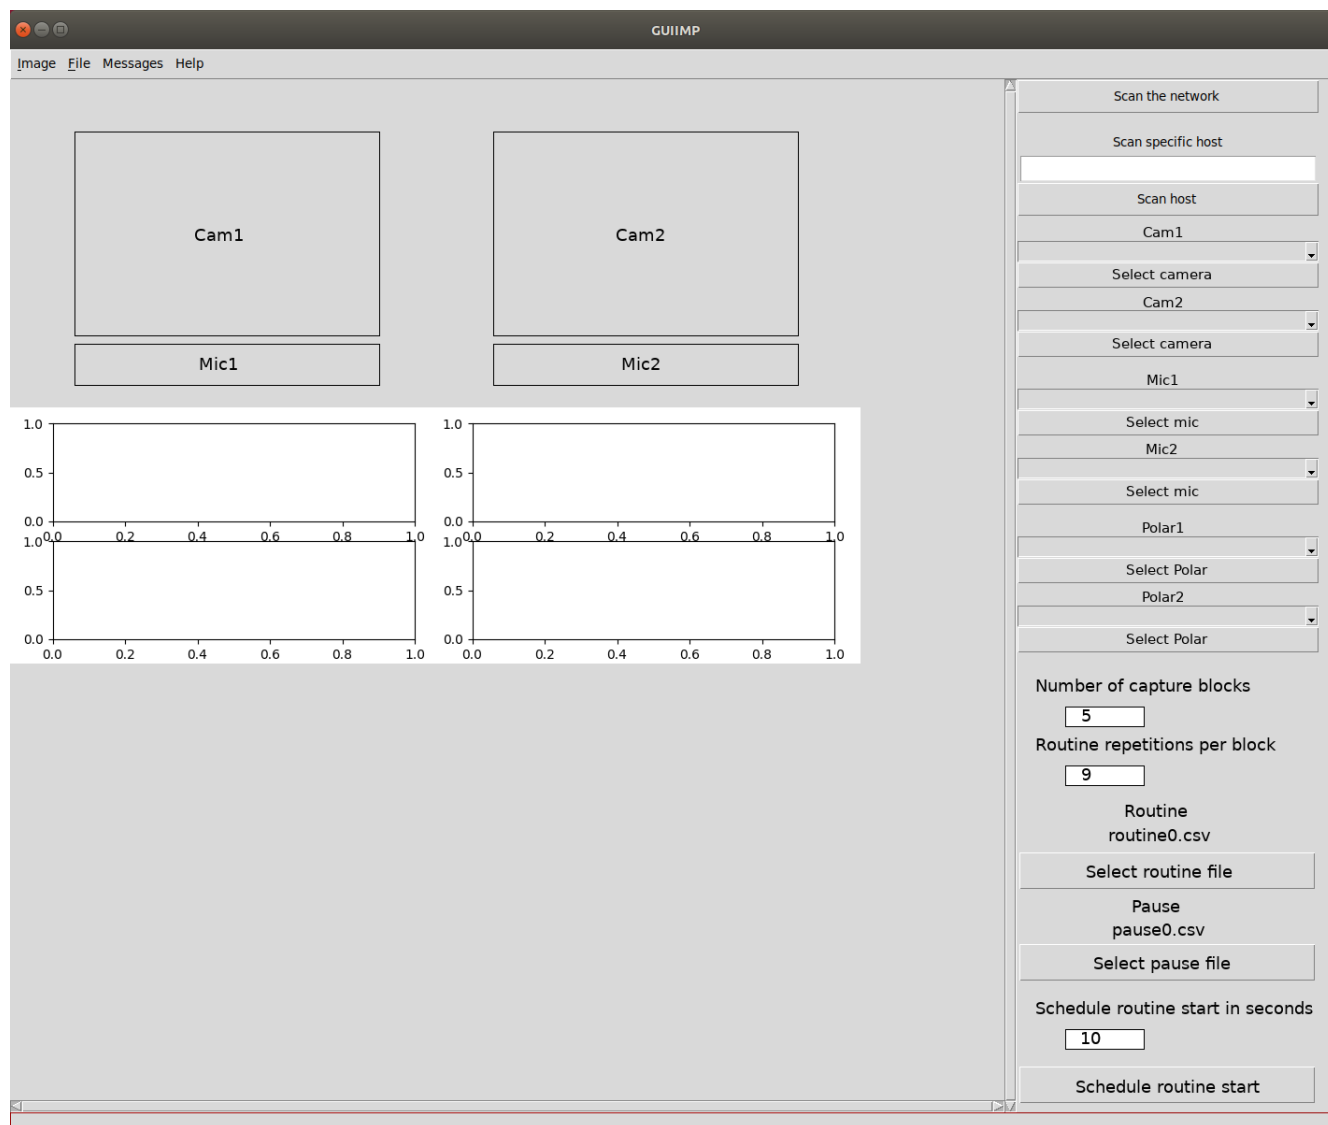 GUIIMP
Image File Messages Help
Cam1 Cam2
Mic1 Mic2
1.0
0.5
0.0
0.0 0.2 0.4 0.6 0.8 1.0
1.0
0.5
0.0
0.0 0.2 0.4 0.6 0.8 1.0
1.0
0.5
0.0
0.0 0.2 0.4 0.6 0.8 1.0
1.0
0.5
0.0
0.0 0.2 0.4 0.6 0.8 1.0
Scan the network
Scan specific host
Scan host
Cam1
Select camera
Cam2
Select camera
Mic1
Select mic
Mic2
Select mic
Polar1
Select Polar
Polar2
Select Polar
Number of capture blocks
5
Routine repetitions per block
9
Routine
routine0.csv
Select routine file
Pause
pause0.csv
Select pause file
Schedule routine start in seconds
10
Schedule routine start